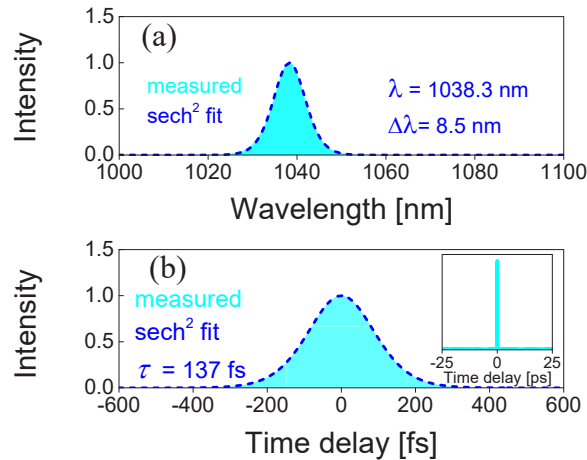 (a)
Intensity
1.5
1.0
0.5
0.0
measured
sech² fit
λ = 1038.3 nm
Δλ= 8.5 nm
1000 1020 1040 1060 1080 1100
Wavelength [nm]
(b)
Intensity
1.5
1.0
0.5
0.0
measured
sech² fit
τ = 137 fs
-25 0 25
Time delay [ps]
-600 -400 -200 0 200 400 600
Time delay [fs]